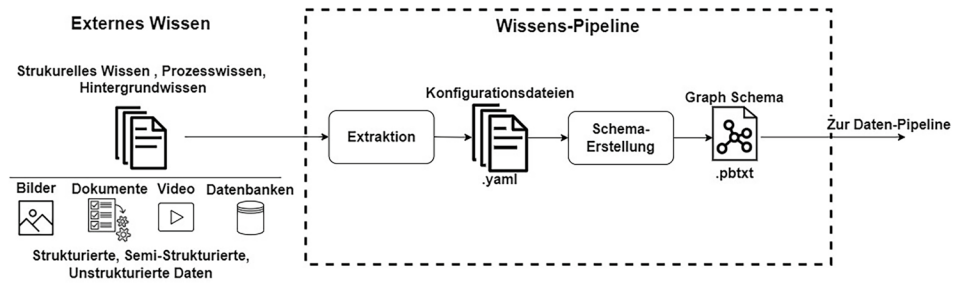 Externes Wissen
Strukurelles Wissen , Prozesswissen,
Hintergrundwissen
Bilder
Dokumente
Video
Datenbanken
Strukturierte, Semi-Strukturierte,
Unstrukturierte Daten
Wissens-Pipeline
Extraktion
Konfigurationsdateien
.yaml
Schema-
Erstellung
Graph Schema
.pbtxt
Zur Daten-Pipeline